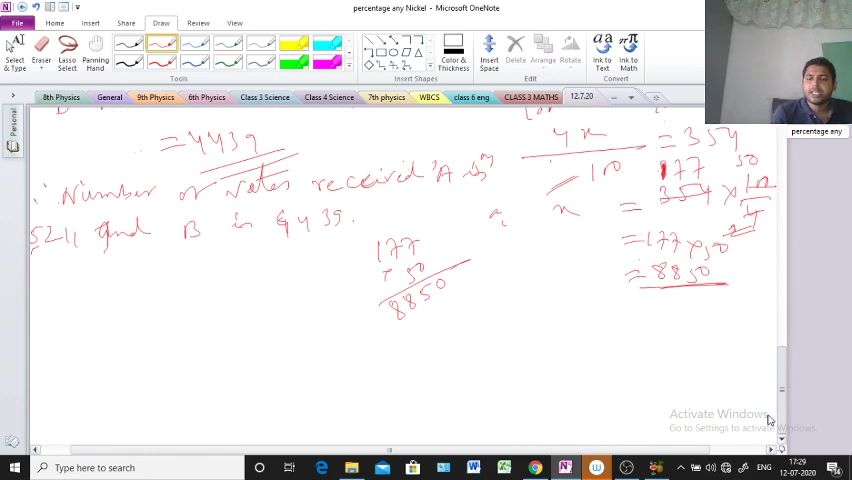 percentage any Nickel - Microsoft OneNote
File Home Insert Share Draw Review View
Select & Type Eraser Lasso Select Panning Hand Color & Thickness Insert Space Delete Arrange Rotate Ink to Text Ink to Math
Tools Insert Shapes Edit Convert
8th Physics General 9th Physics 6th Physics Class 3 Science Class 4 Science 7th physics WBCS class 6 eng CLASS 3 MATHS 12.7.20
percentage any
Personal
= 4439
4x = 354
100
∴ Number of votes received 'A' is
5211 and B is 4439.
x
= 354 × 100
177 50
= 177 × 50
= 8850
177
× 50
8850
Activate Windows
Go to Settings to activate Windows.
Type here to search
ENG
17:29
12-07-2020